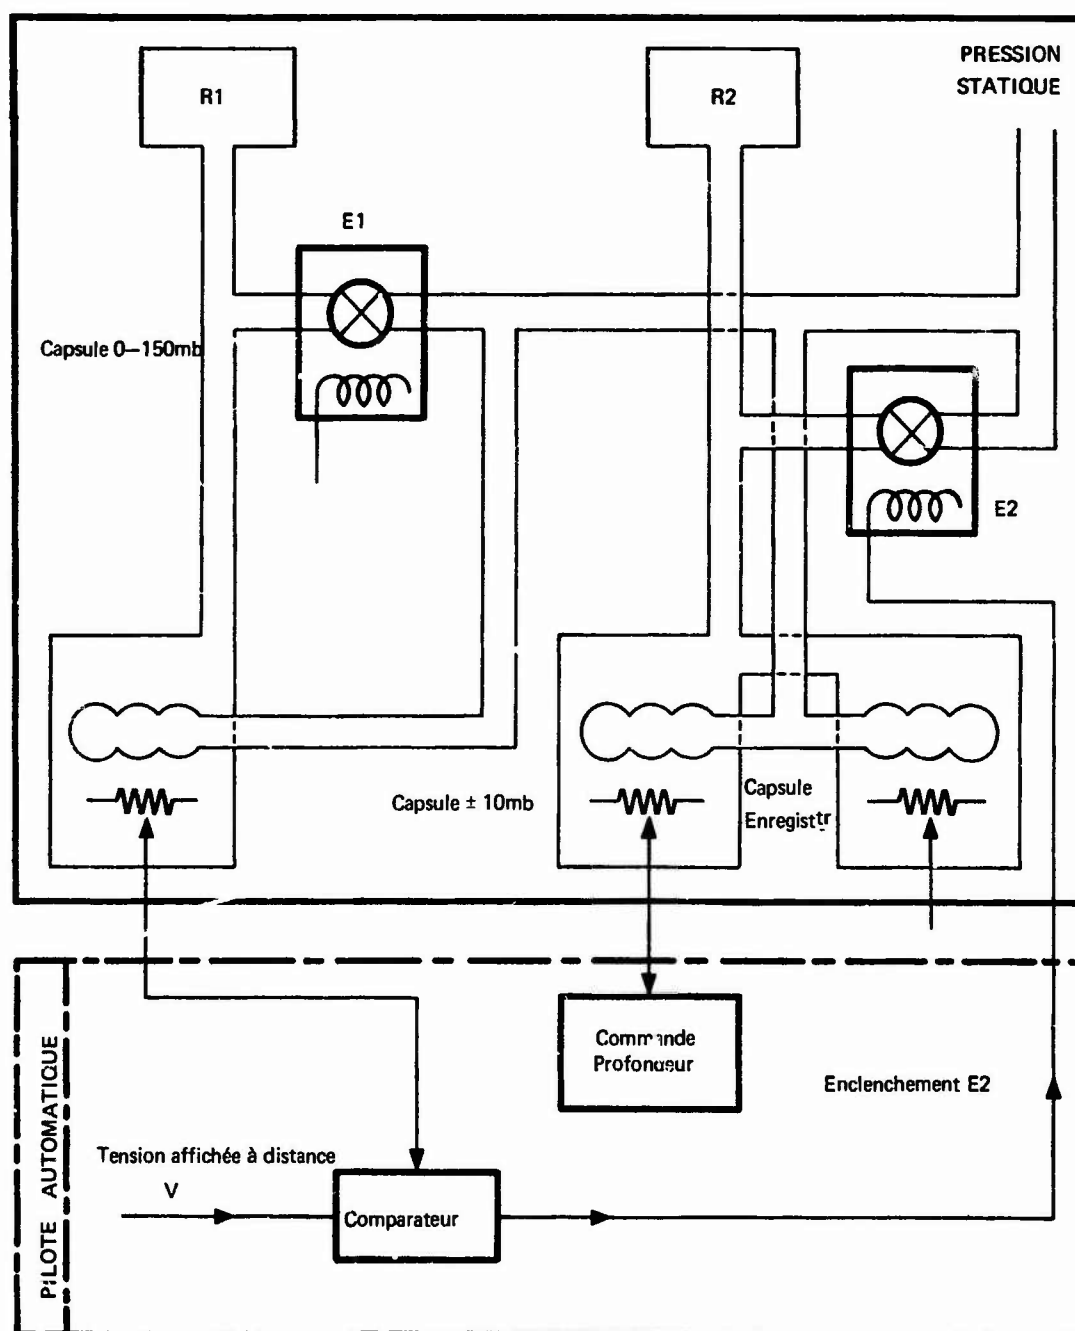 R1
R2
PRESSION
STATIQUE
E1
Capsule 0–150mb
E2
Capsule ± 10mb
Capsule
Enregistr
Commande
Profondeur
Enclenchement E2
PILOTE AUTOMATIQUE
Tension affichée à distance
V
Comparateur